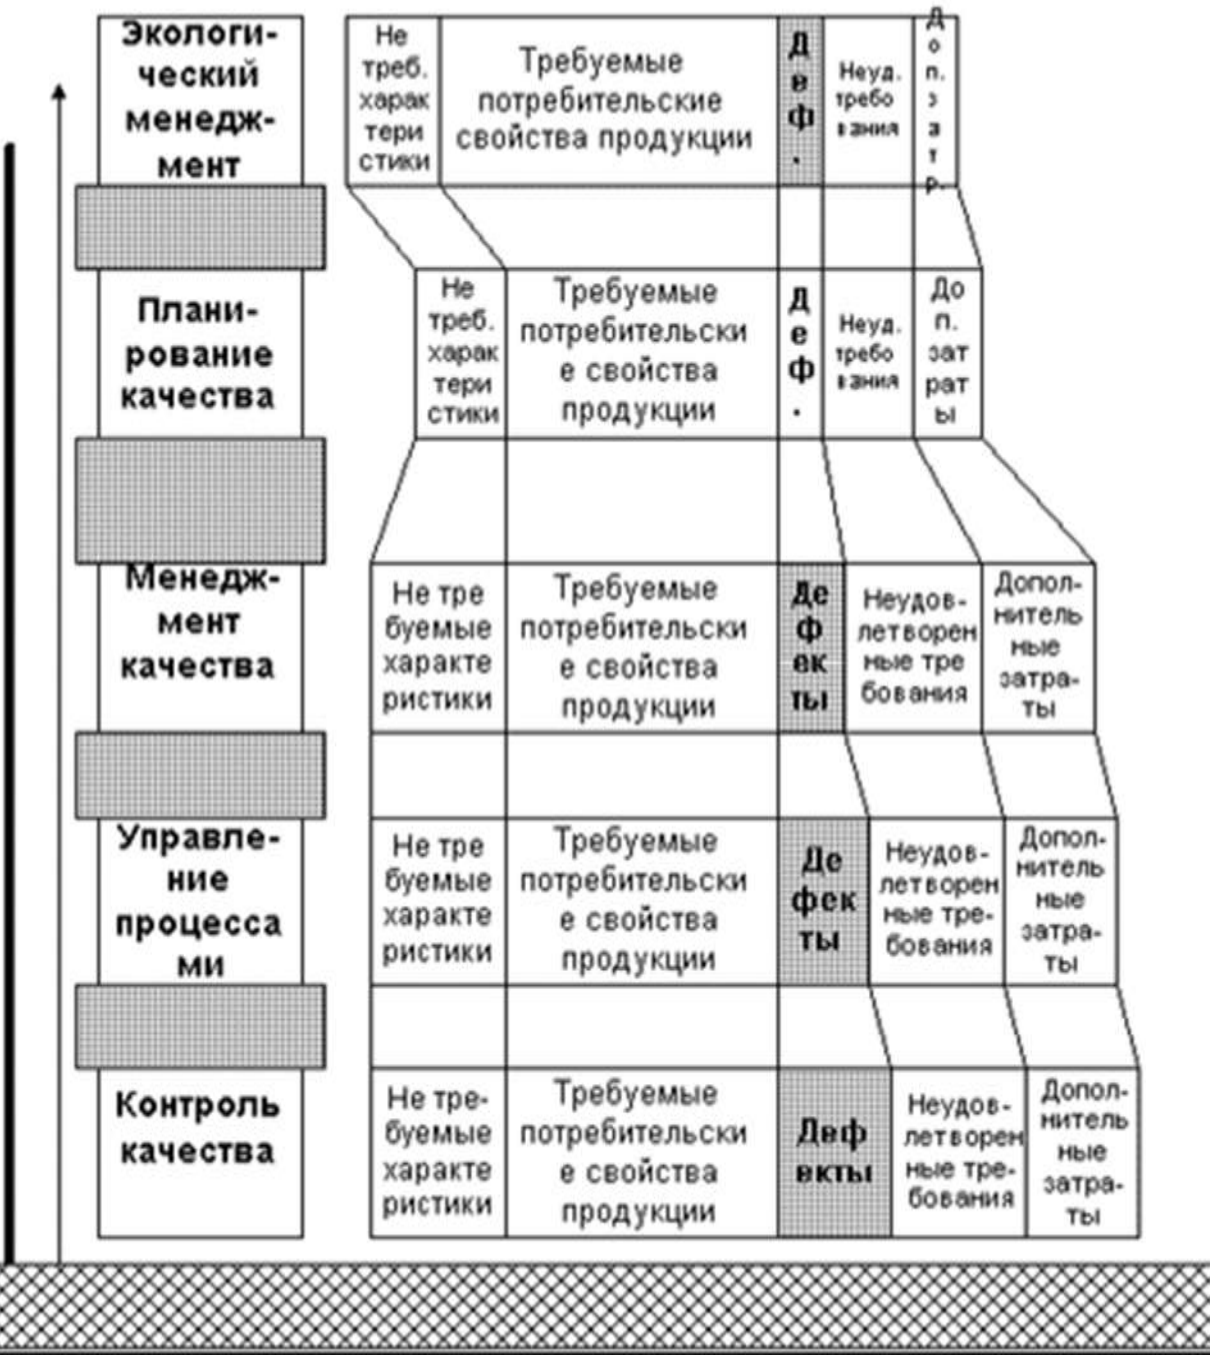 Экологи-
ческий
менедж-
мент
Не
треб.
харак
тери
стики
Требуемые
потребительские
свойства продукции
Д
е
ф
.
Неуд.
требо
вания
Д
о
п.
з
а
т
р.
Плани-
рование
качества
Не
треб.
харак
тери
стики
Требуемые
потребительски
е свойства
продукции
Д
е
ф
.
Неуд.
требо
вания
До
п.
зат
рат
ы
Менедж-
мент
качества
Не тре
буемые
характе
ристики
Требуемые
потребительски
е свойства
продукции
Де
ф
ек
ты
Неудов-
летворен
ные тре
бования
Допол-
нитель
ные
затра-
ты
Управле-
ние
процесса
ми
Не тре
буемые
характе
ристики
Требуемые
потребительски
е свойства
продукции
Де
фек
ты
Неудов-
летворен
ные тре-
бования
Допол-
нитель
ные
затра-
ты
Контроль
качества
Не тре-
буемые
характе
ристики
Требуемые
потребительски
е свойства
продукции
Деф
екты
Неудов-
летворен
ные тре-
бования
Допол-
нитель
ные
затра-
ты